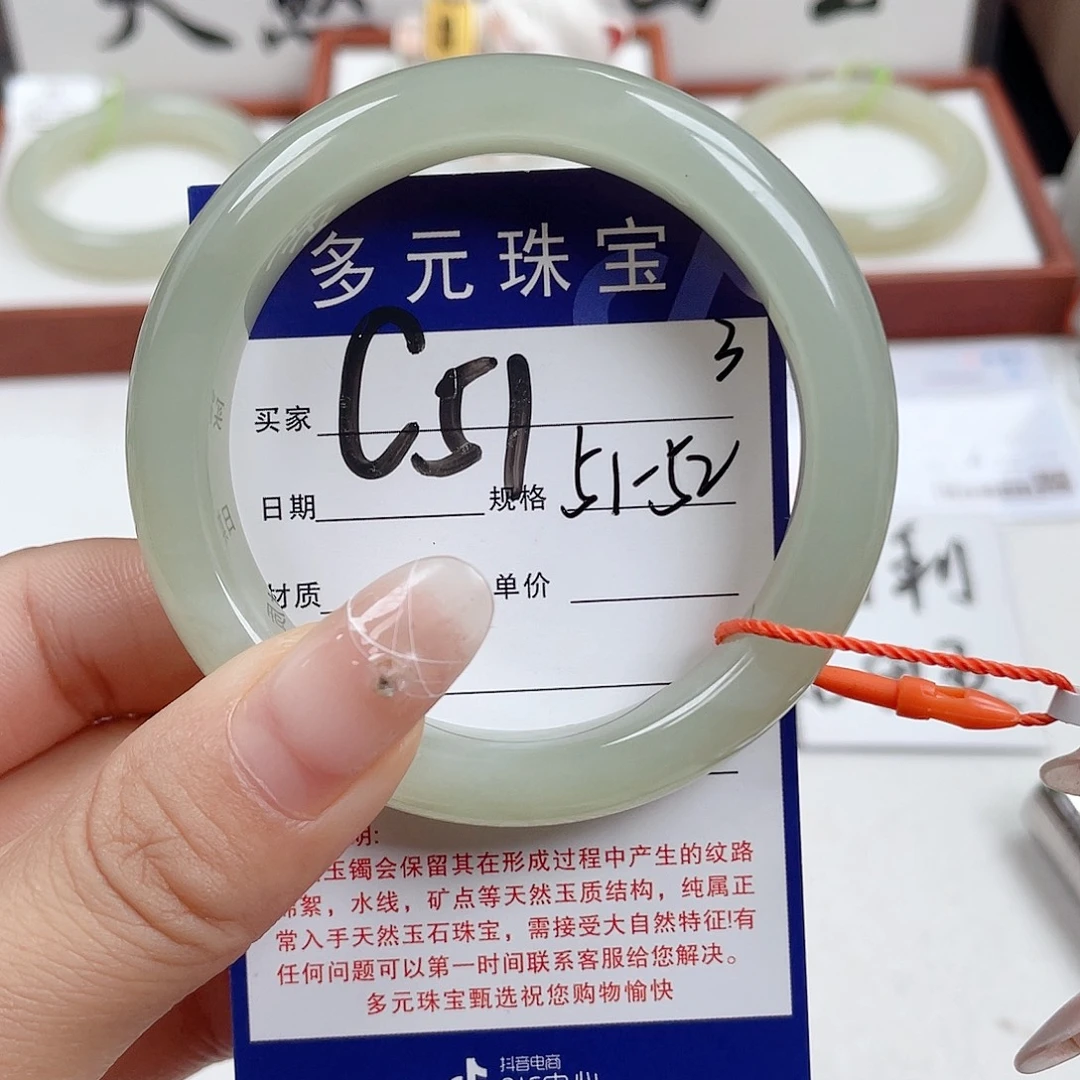 多元珠宝
C51
3
买家
日期
规格 51-52
材质
单价
玉镯会保留其在形成过程中产生的纹路
棉絮，水线，矿点等天然玉质结构，纯属正
常入手天然玉石珠宝，需接受大自然特征!有
任何问题可以第一时间联系客服给您解决。
多元珠宝甄选祝您购物愉快
抖音电商
利